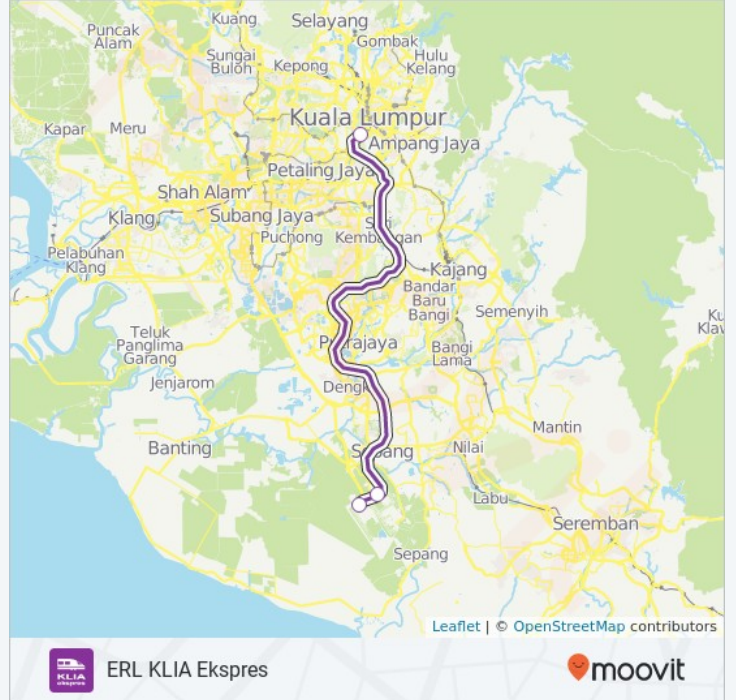 Kuang
Selayang
Puncak
Alam
Gombak
Sungai
Buloh
Kepong
Hulu
Kelang
Kuala Lumpur
Kapar
Meru
Ampang Jaya
Petaling Jaya
Shah Alam
Klang
Subang Jaya
Puchong
Kembangan
Pelabuhan
Klang
Kajang
Bandar
Baru
Bangi
Semenyih
Teluk
Panglima
Garang
Bangi
Lama
Jenjarom
Mantin
Banting
Nilai
Labu
Seremban
Sepang
Leaflet | © OpenStreetMap contributors
KLIA
ekspres
ERL KLIA Ekspres
moovit